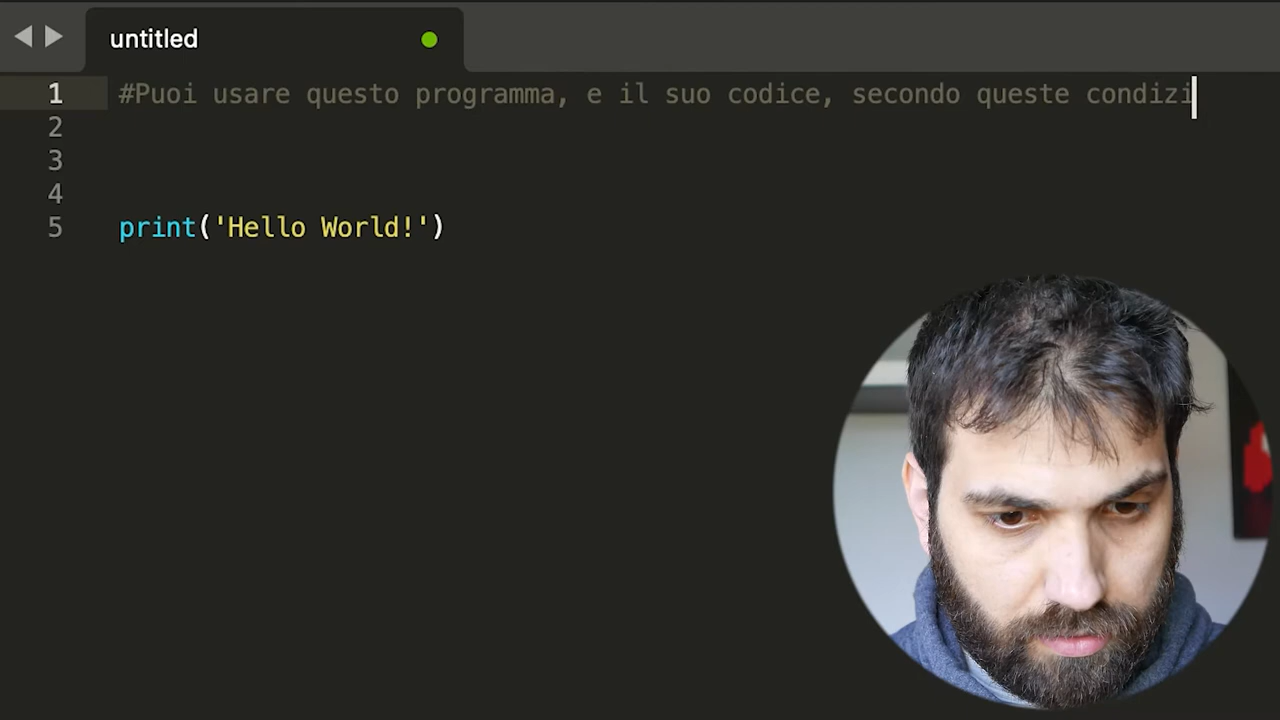 untitled
1 #Puoi usare questo programma, e il suo codice, secondo queste condizi
2
3
4
5 print('Hello World!')